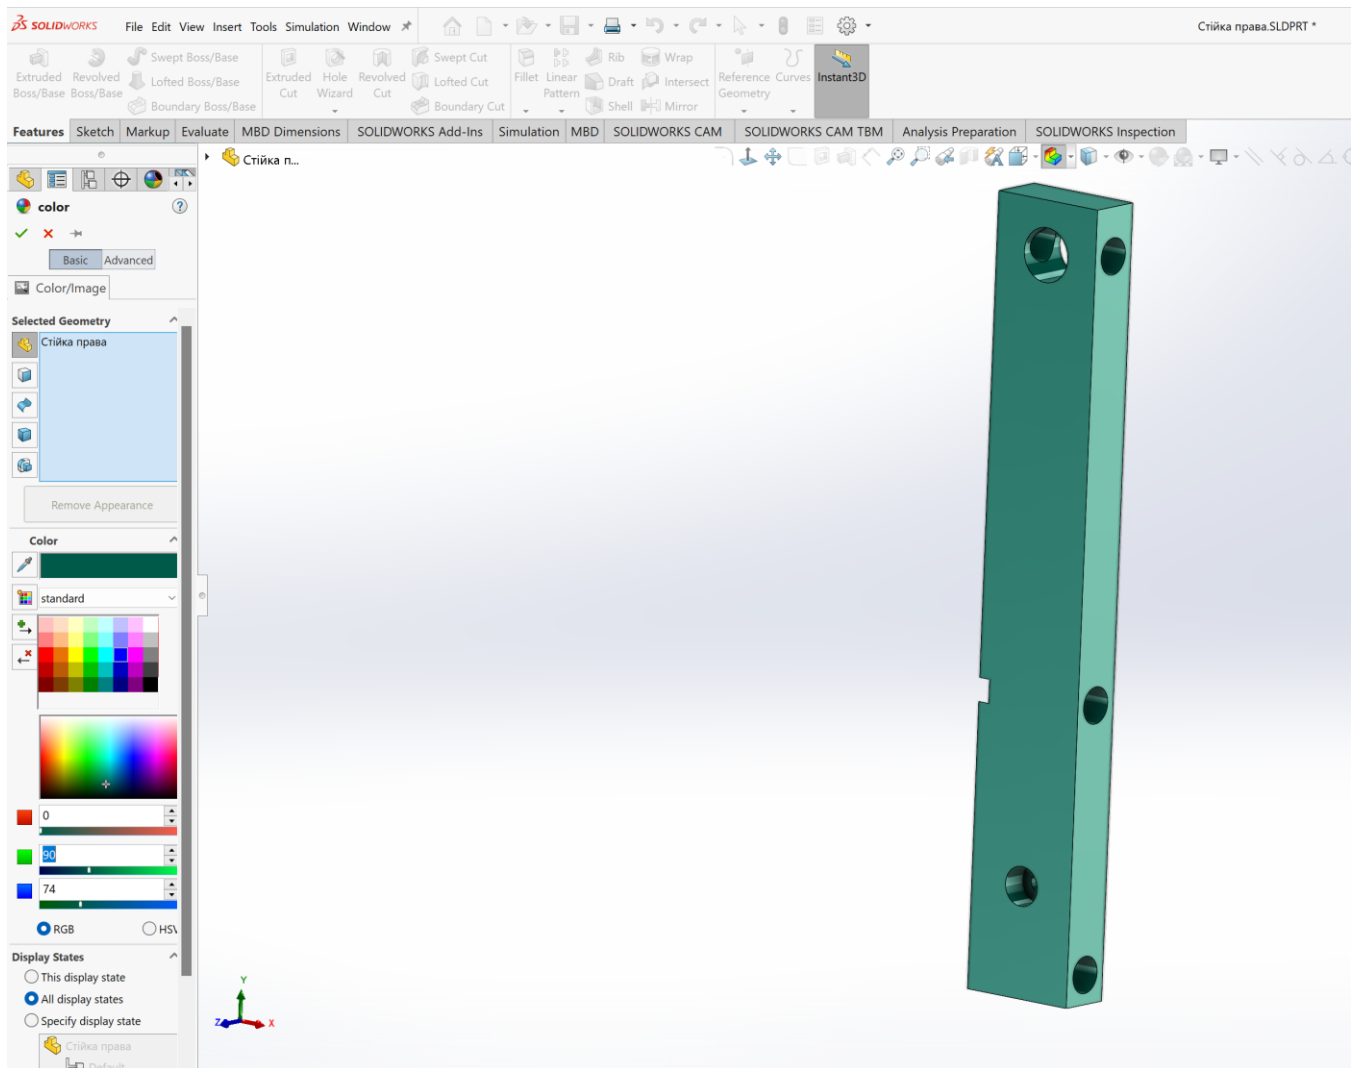 SOLIDWORKS File Edit View Insert Tools Simulation Window Стійка права.SLDPRT *
Extruded Boss/Base
Revolved Boss/Base
Swept Boss/Base
Lofted Boss/Base
Boundary Boss/Base
Extruded Cut
Hole Wizard
Revolved Cut
Swept Cut
Lofted Cut
Boundary Cut
Fillet
Linear Pattern
Rib
Draft
Shell
Wrap
Intersect
Mirror
Reference Geometry
Curves
Instant3D
Features Sketch Markup Evaluate MBD Dimensions SOLIDWORKS Add-Ins Simulation MBD SOLIDWORKS CAM SOLIDWORKS CAM TBM Analysis Preparation SOLIDWORKS Inspection
Стійка п...
color ?
Basic Advanced
Color/Image
Selected Geometry
Стійка права
Remove Appearance
Color
standard
0
90
74
RGB HSV
Display States
This display state
All display states
Specify display state
Стійка права
Default
Y
Z X